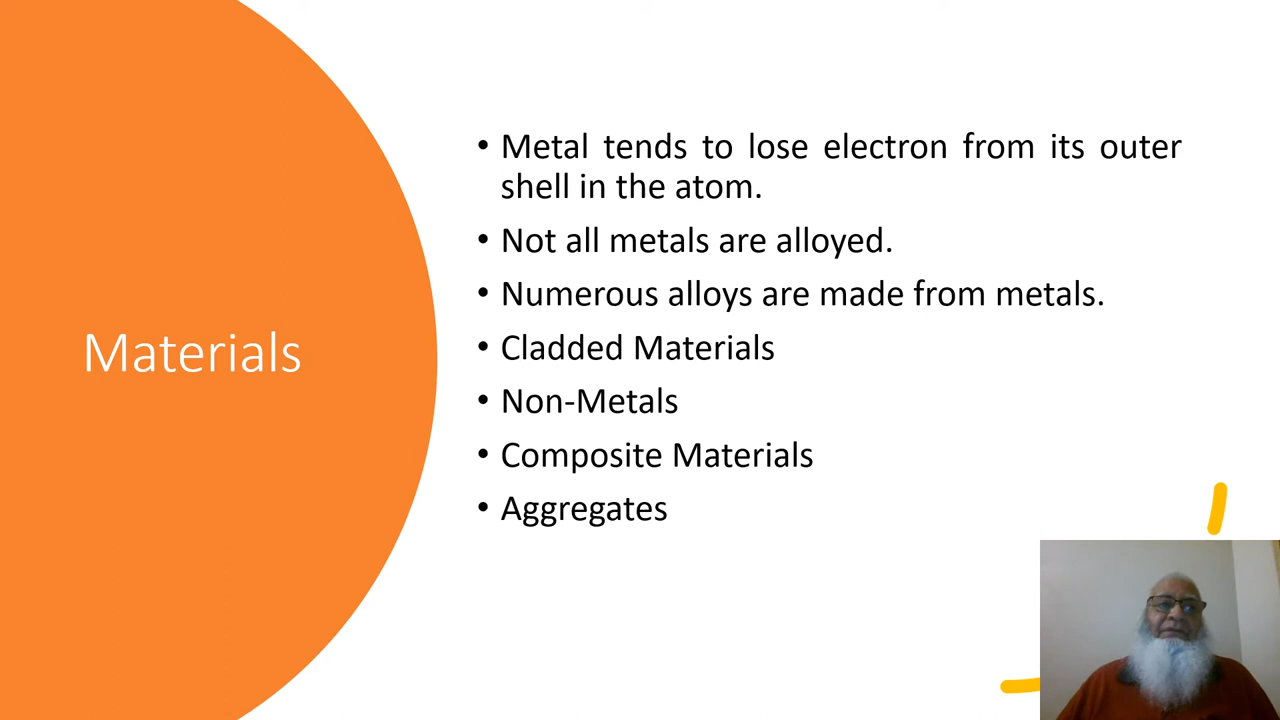 Materials
• Metal tends to lose electron from its outer
shell in the atom.
• Not all metals are alloyed.
• Numerous alloys are made from metals.
• Cladded Materials
• Non-Metals
• Composite Materials
• Aggregates